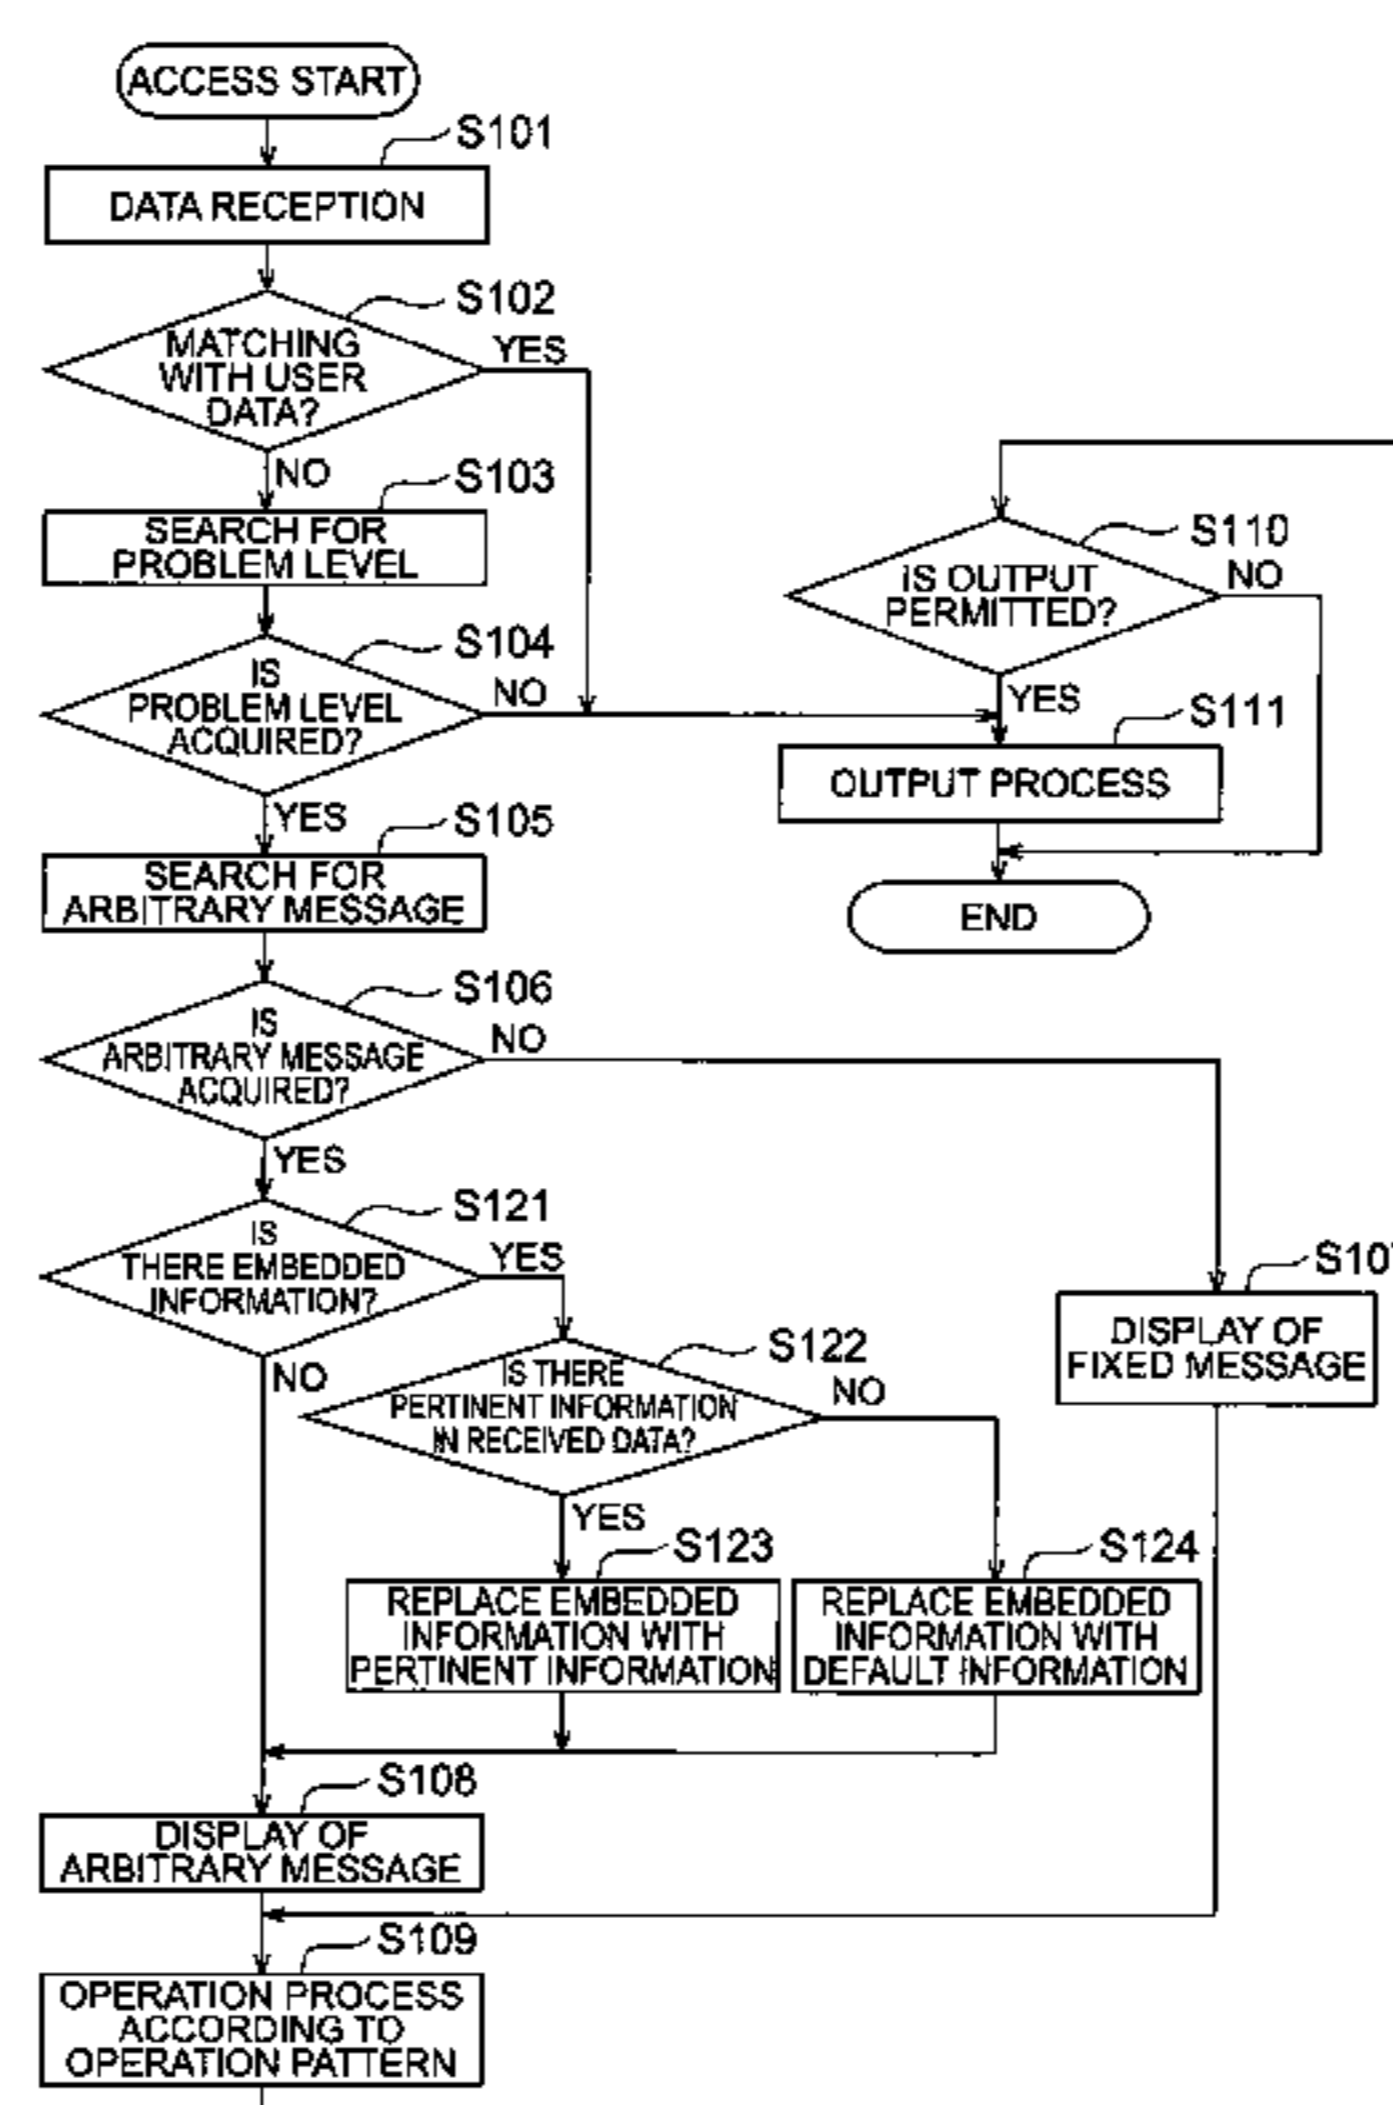 ACCESS START
S101
DATA RECEPTION
S102
MATCHING
WITH USER
DATA?
YES
NO
S103
SEARCH FOR
PROBLEM LEVEL
S104
IS
PROBLEM LEVEL
ACQUIRED?
NO
YES
S105
SEARCH FOR
ARBITRARY MESSAGE
S106
IS
ARBITRARY MESSAGE
ACQUIRED?
NO
YES
S121
IS
THERE EMBEDDED
INFORMATION?
YES
NO
S122
IS THERE
PERTINENT INFORMATION
IN RECEIVED DATA?
NO
YES
S123
REPLACE EMBEDDED
INFORMATION WITH
PERTINENT INFORMATION
S124
REPLACE EMBEDDED
INFORMATION WITH
DEFAULT INFORMATION
S107
DISPLAY OF
FIXED MESSAGE
S108
DISPLAY OF
ARBITRARY MESSAGE
S109
OPERATION PROCESS
ACCORDING TO
OPERATION PATTERN
S110
IS OUTPUT
PERMITTED?
NO
YES
S111
OUTPUT PROCESS
END